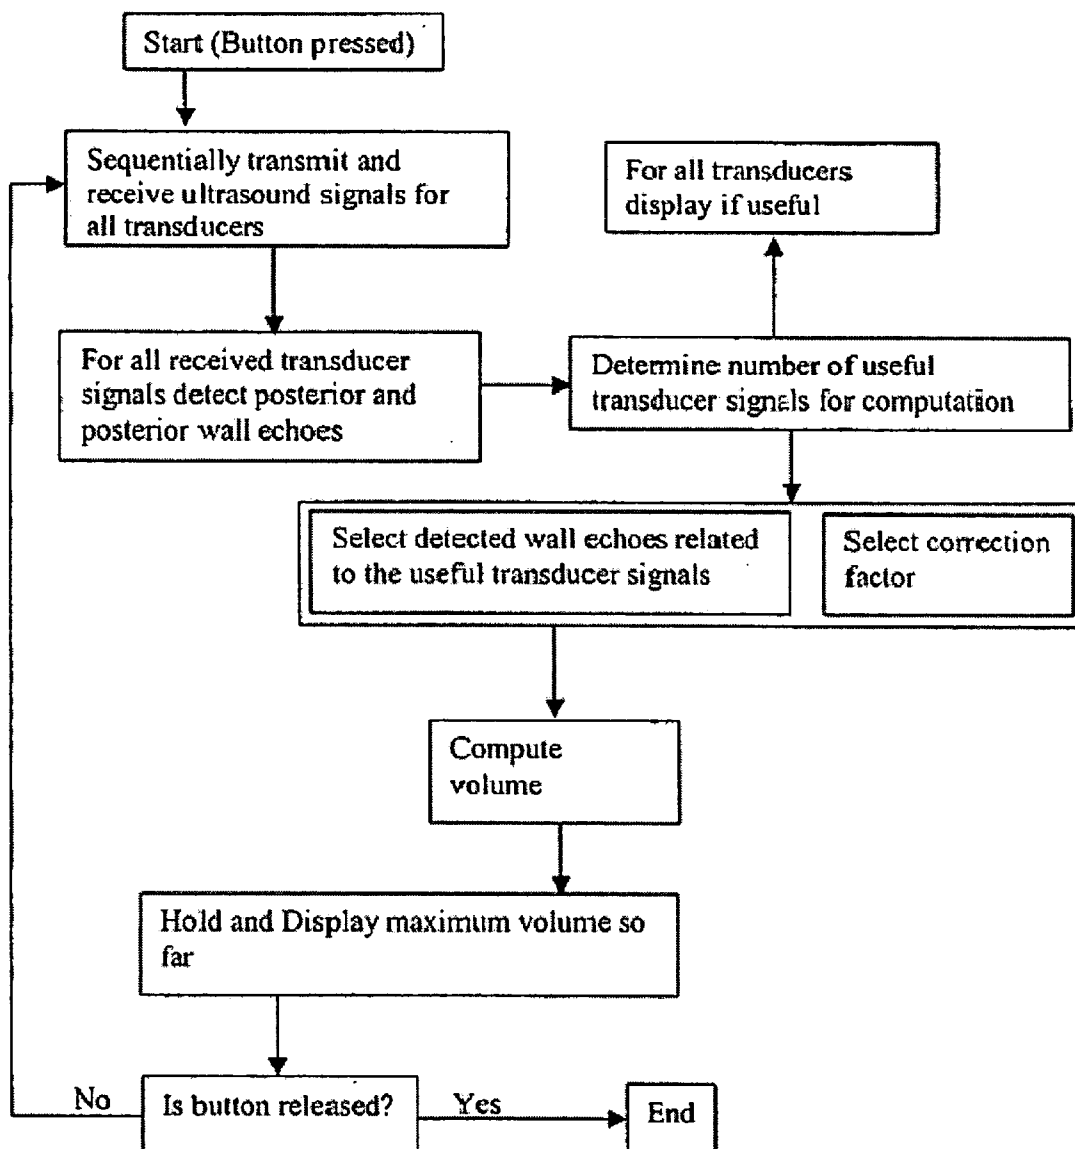 Start (Button pressed)
Sequentially transmit and
receive ultrasound signals for
all transducers
For all transducers
display if useful
For all received transducer
signals detect posterior and
posterior wall echoes
Determine number of useful
transducer signals for computation
Select detected wall echoes related
to the useful transducer signals
Select correction
factor
Compute
volume
Hold and Display maximum volume so
far
No
Is button released?
Yes
End